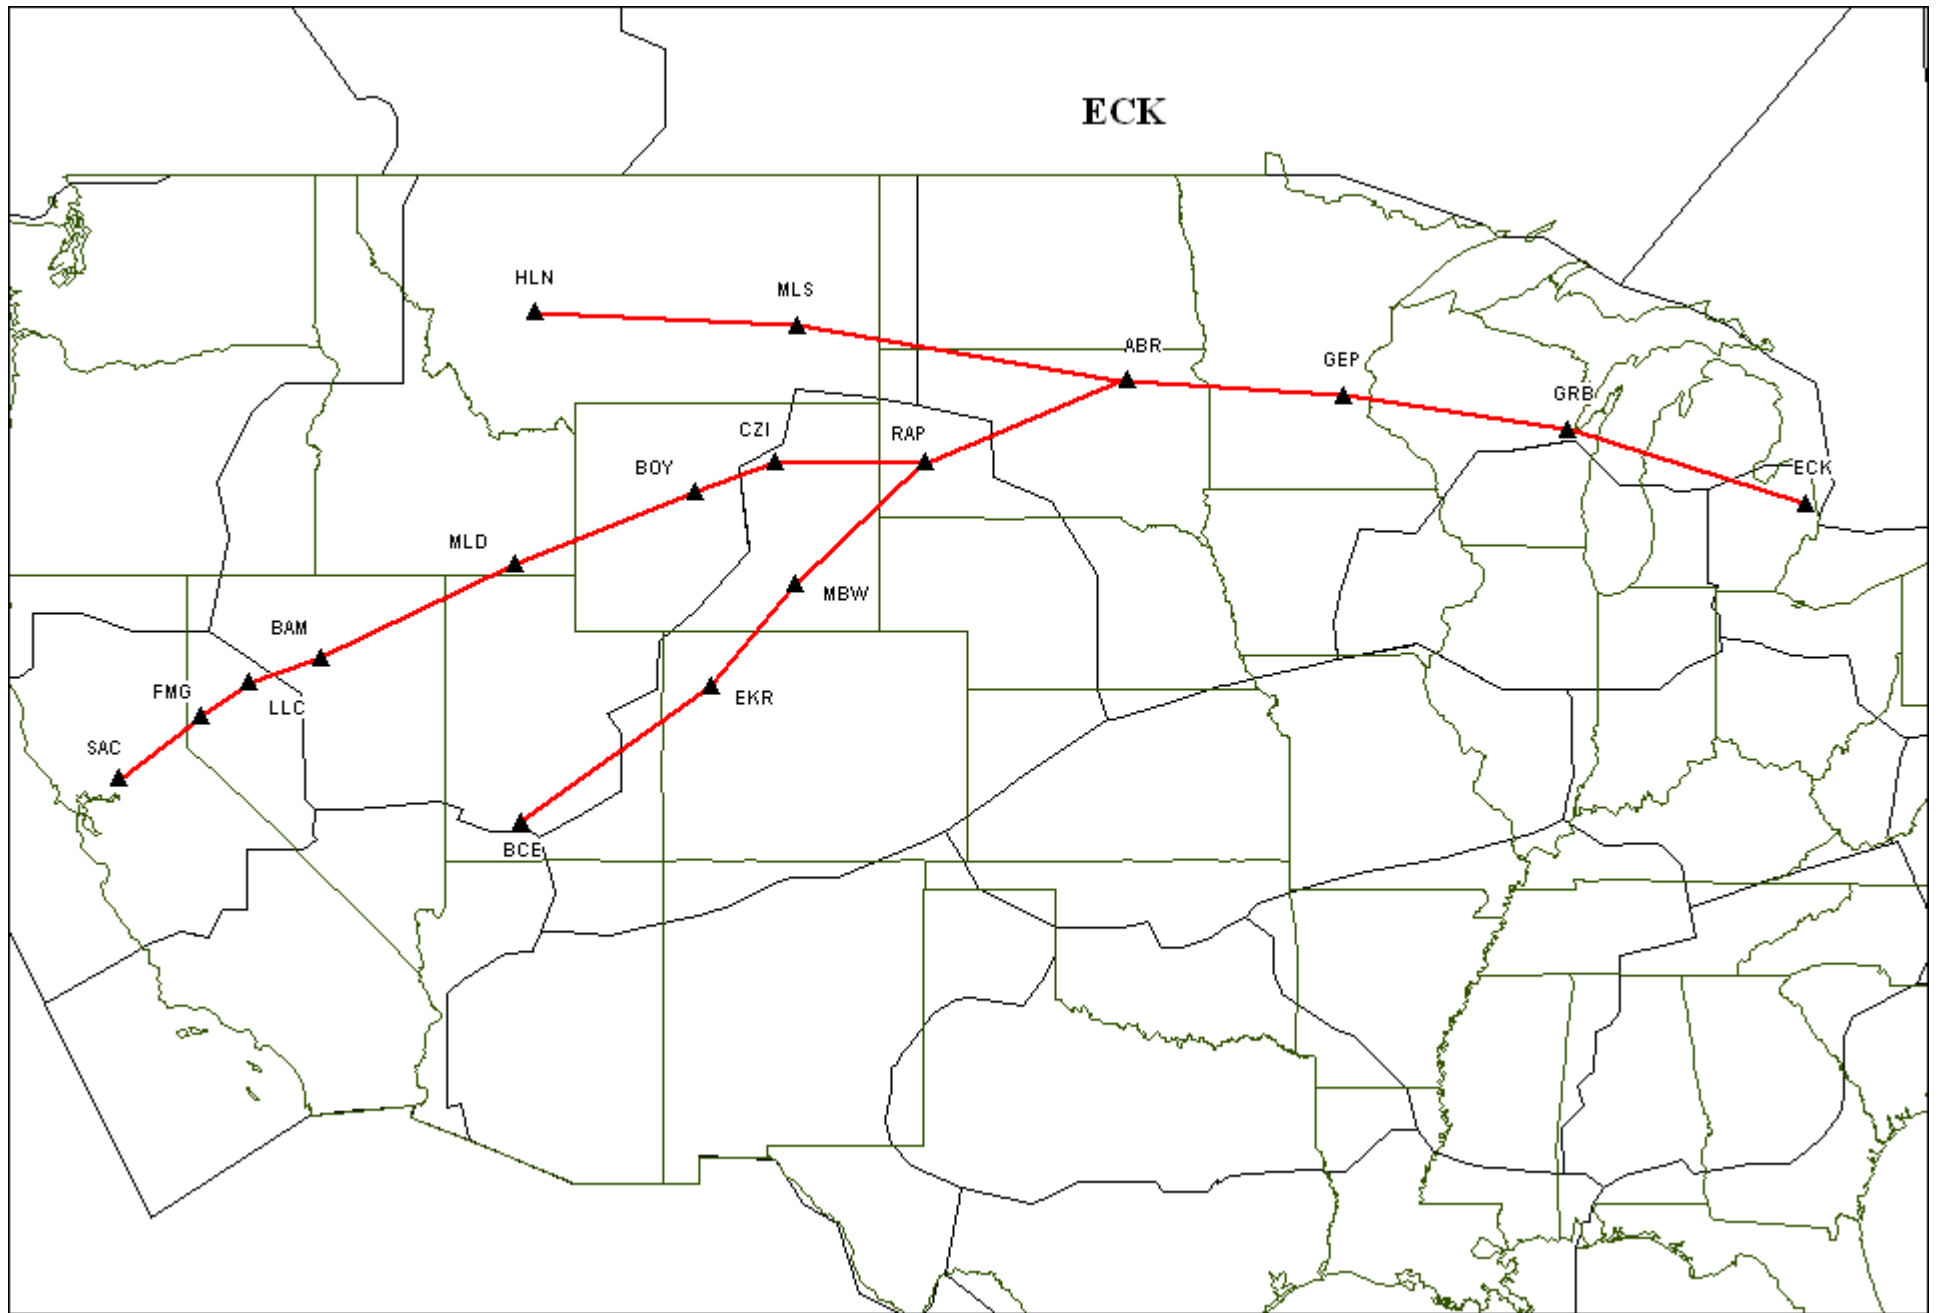 ECK
HLN
MLS
ABR
GEP
GRB
CZI
RAP
BOY
ECK
MLD
MBW
BAM
FMG
LLC
EKR
SAC
BCE